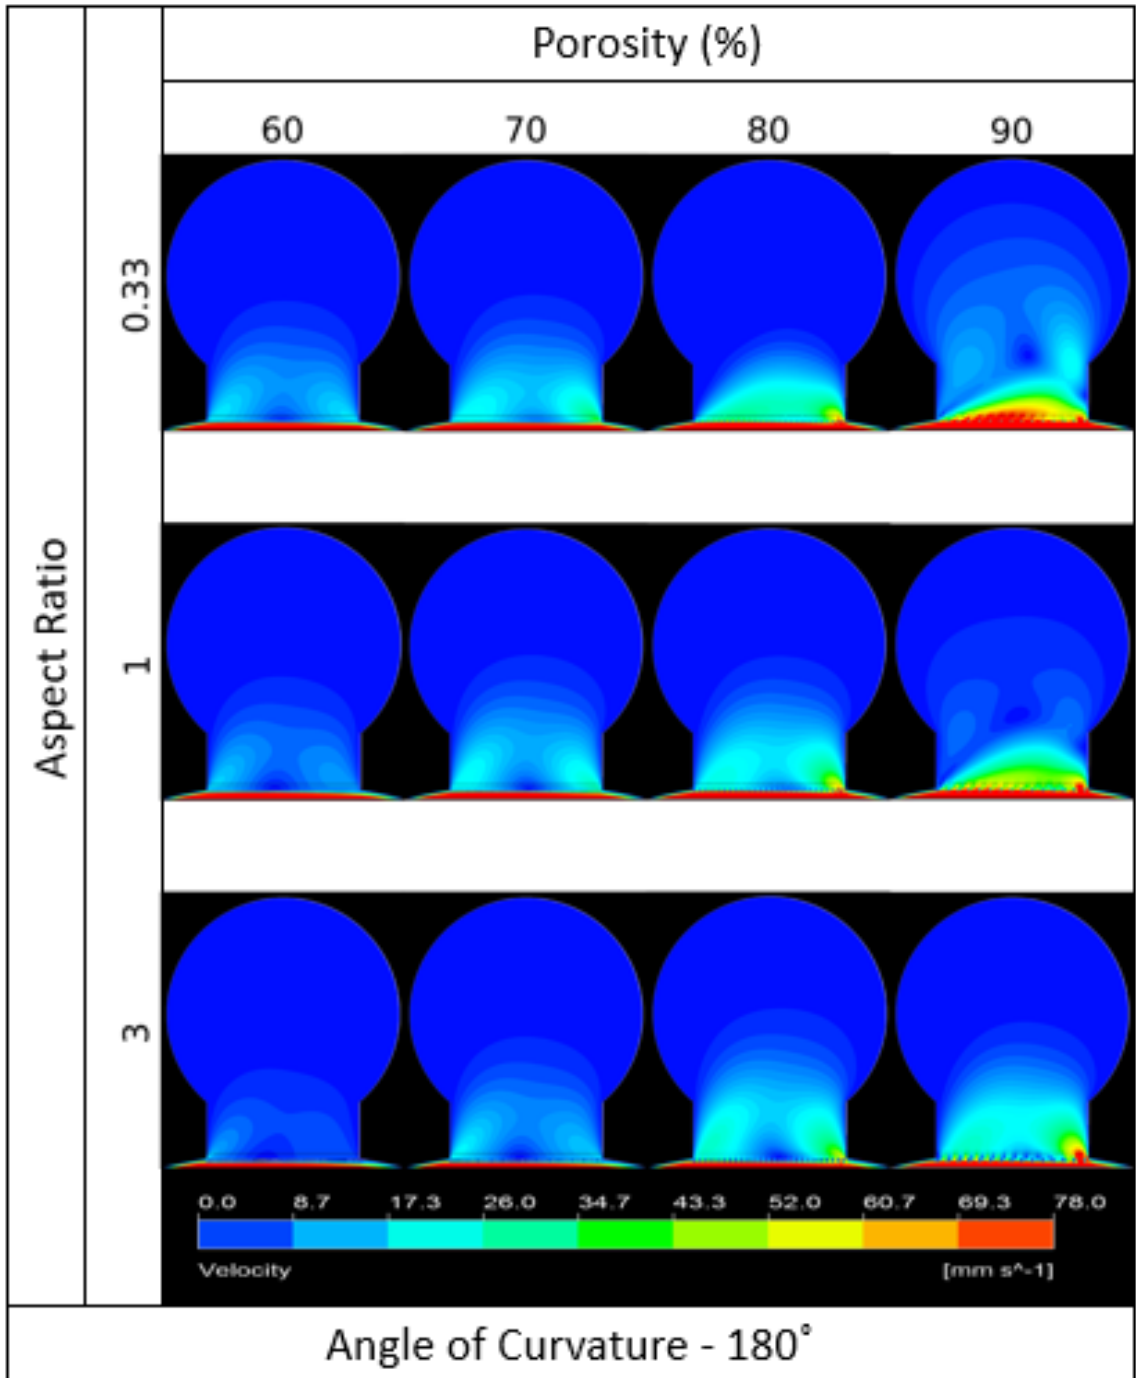 Porosity (%)
60 70 80 90
Aspect Ratio
0.33
1
3
0.0 8.7 17.3 26.0 34.7 43.3 52.0 60.7 69.3 78.0
Velocity [mm s^-1]
Angle of Curvature - 180°